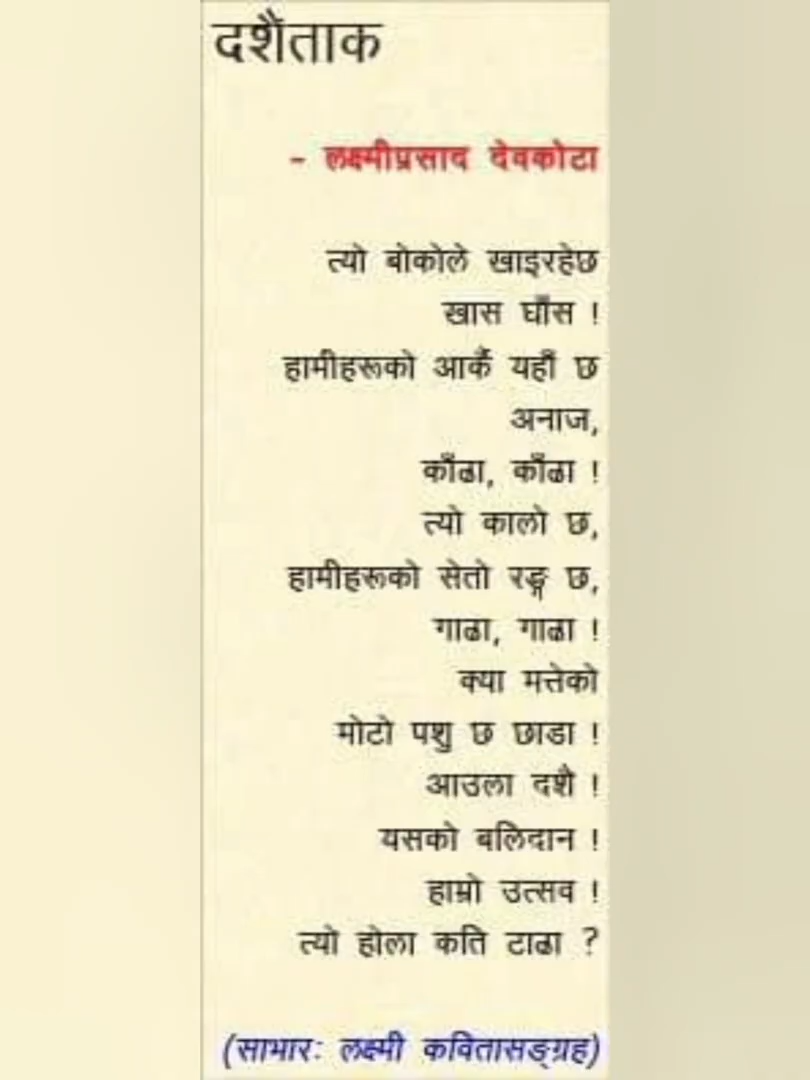 दशैंताक
- लक्ष्मीप्रसाद देवकोटा
त्यो बोकोले खाइरहेछ
खास घाँस !
हामीहरूको आर्कै यहाँ छ
अनाज,
काँढा, काँढा !
त्यो कालो छ,
हामीहरूको सेतो रङ्ग छ,
गाढा, गाढा !
क्या मत्तेको
मोटो पशु छ छाडा !
आउला दशै !
यसको बलिदान !
हाम्रो उत्सव !
त्यो होला कति टाढा ?
(साभारः लक्ष्मी कवितासङ्ग्रह)